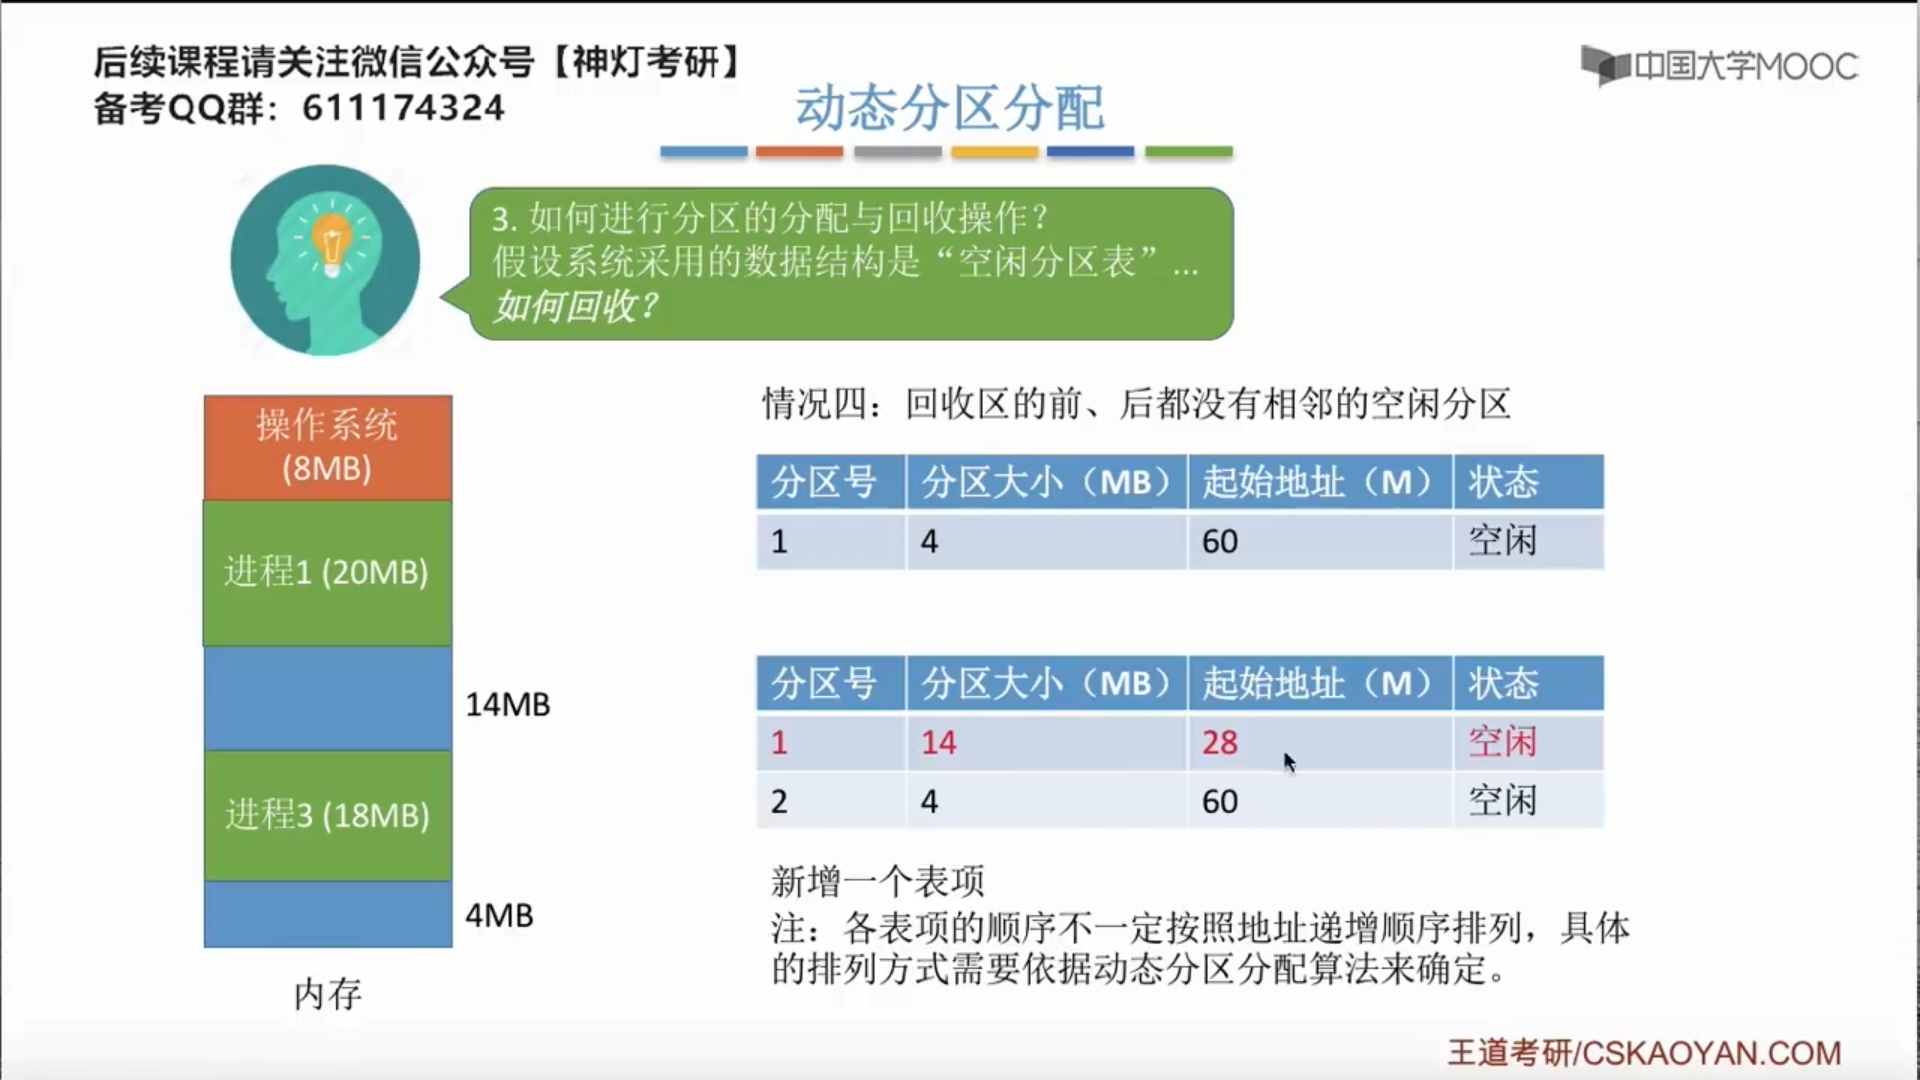 后续课程请关注微信公众号【神灯考研】
备考QQ群：611174324
中国大学MOOC
动态分区分配
3. 如何进行分区的分配与回收操作？
假设系统采用的数据结构是“空闲分区表”...
如何回收？
操作系统
(8MB)
进程1 (20MB)
14MB
进程3 (18MB)
4MB
内存
情况四：回收区的前、后都没有相邻的空闲分区
分区号 分区大小（MB） 起始地址（M） 状态
1 4 60 空闲
分区号 分区大小（MB） 起始地址（M） 状态
1 14 28 空闲
2 4 60 空闲
新增一个表项
注：各表项的顺序不一定按照地址递增顺序排列，具体
的排列方式需要依据动态分区分配算法来确定。
王道考研/CSKAOYAN.COM